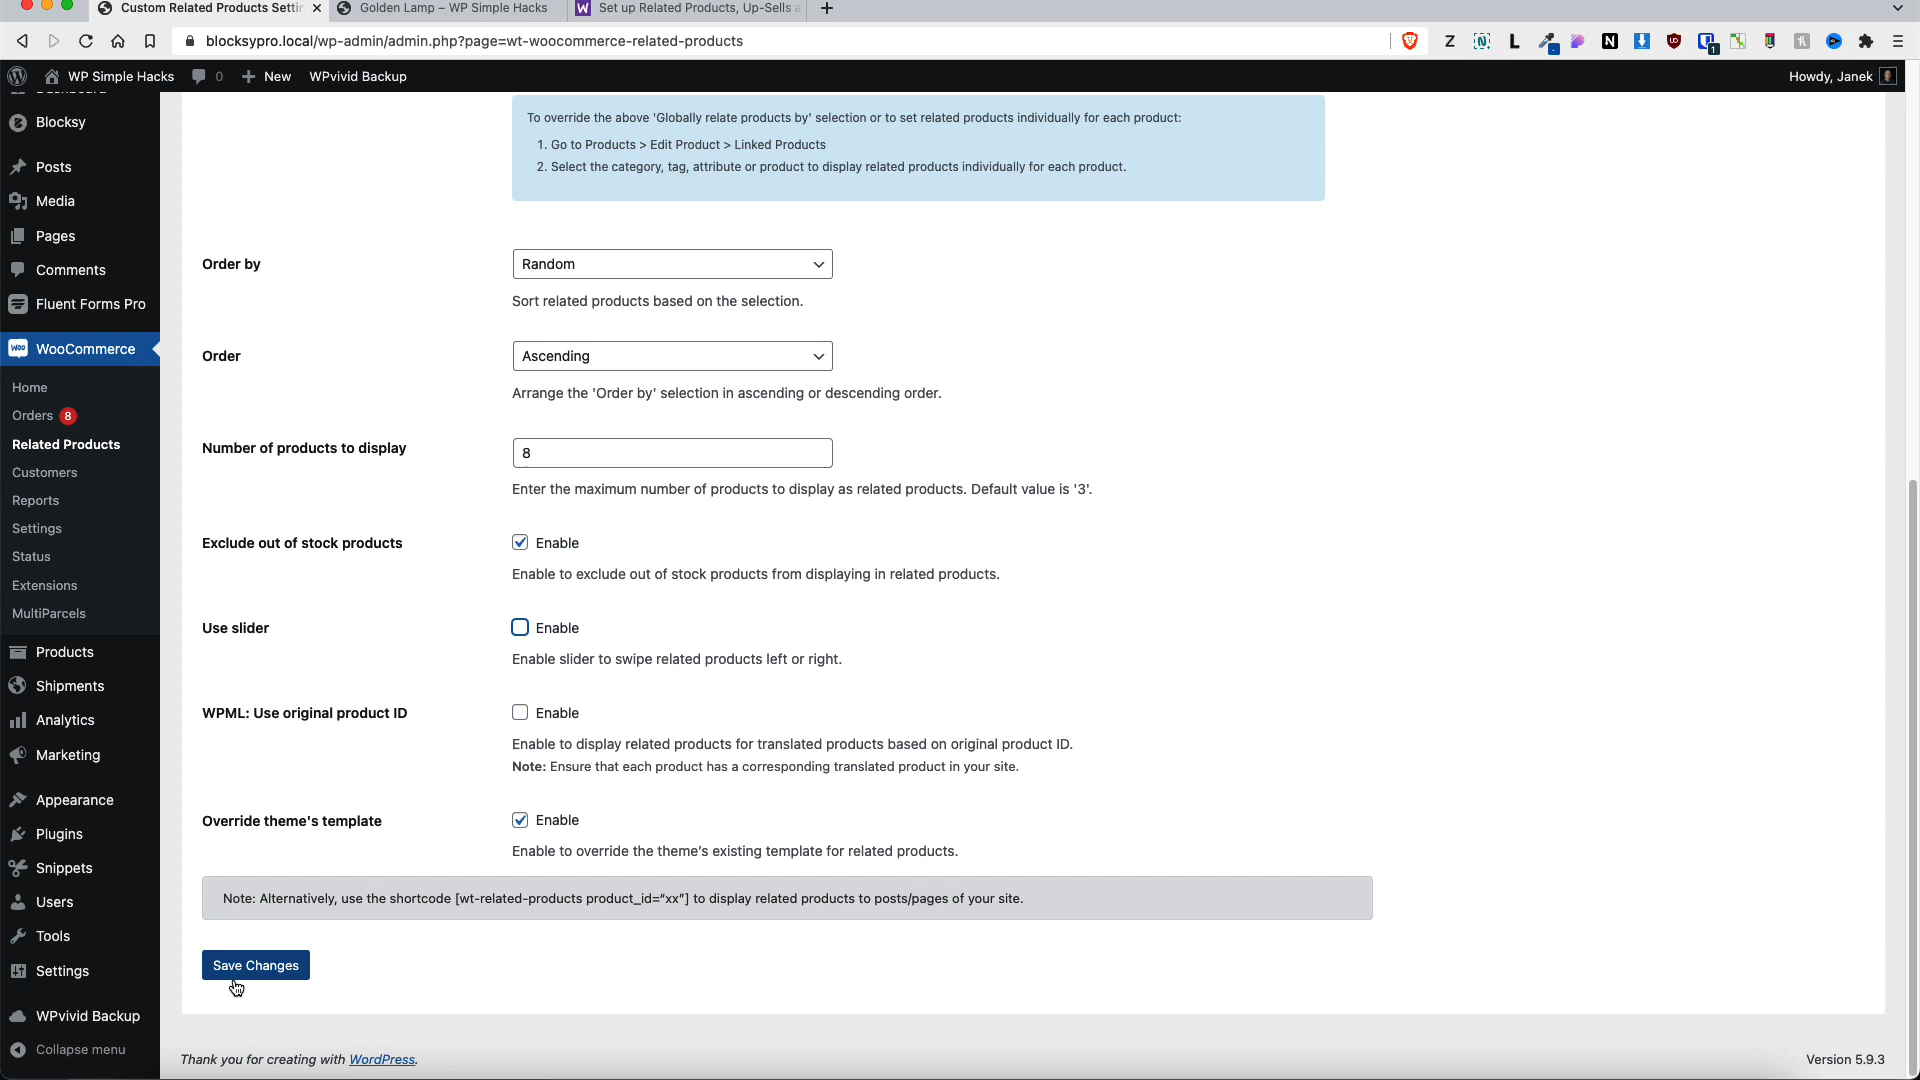 Custom Related Products Settin
Golden Lamp – WP Simple Hacks
Set up Related Products, Up-Sells a
blocksypro.local/wp-admin/admin.php?page=wt-woocommerce-related-products
WP Simple Hacks
0
New
WPvivid Backup
Howdy, Janek
Blocksy
Posts
Media
Pages
Comments
Fluent Forms Pro
WooCommerce
Home
Orders 8
Related Products
Customers
Reports
Settings
Status
Extensions
MultiParcels
Products
Shipments
Analytics
Marketing
Appearance
Plugins
Snippets
Users
Tools
Settings
WPvivid Backup
Collapse menu
To override the above 'Globally relate products by' selection or to set related products individually for each product:
1. Go to Products > Edit Product > Linked Products
2. Select the category, tag, attribute or product to display related products individually for each product.
Order by
Random
Sort related products based on the selection.
Order
Ascending
Arrange the 'Order by' selection in ascending or descending order.
Number of products to display
8
Enter the maximum number of products to display as related products. Default value is '3'.
Exclude out of stock products
Enable
Enable to exclude out of stock products from displaying in related products.
Use slider
Enable
Enable slider to swipe related products left or right.
WPML: Use original product ID
Enable
Enable to display related products for translated products based on original product ID.
Note: Ensure that each product has a corresponding translated product in your site.
Override theme's template
Enable
Enable to override the theme's existing template for related products.
Note: Alternatively, use the shortcode [wt-related-products product_id="xx"] to display related products to posts/pages of your site.
Save Changes
Thank you for creating with WordPress.
Version 5.9.3